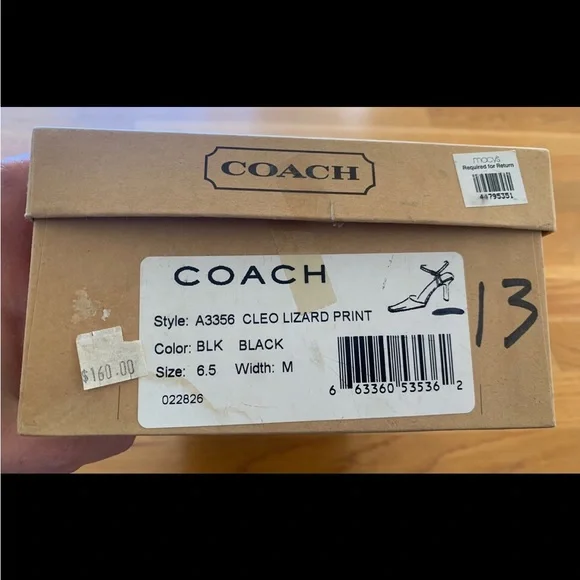 COACH
macys
Required for Return
44795351
COACH
Style: A3356 CLEO LIZARD PRINT
Color: BLK BLACK
Size: 6.5 Width: M
022826
6 63360 53536 2
$160.00
13